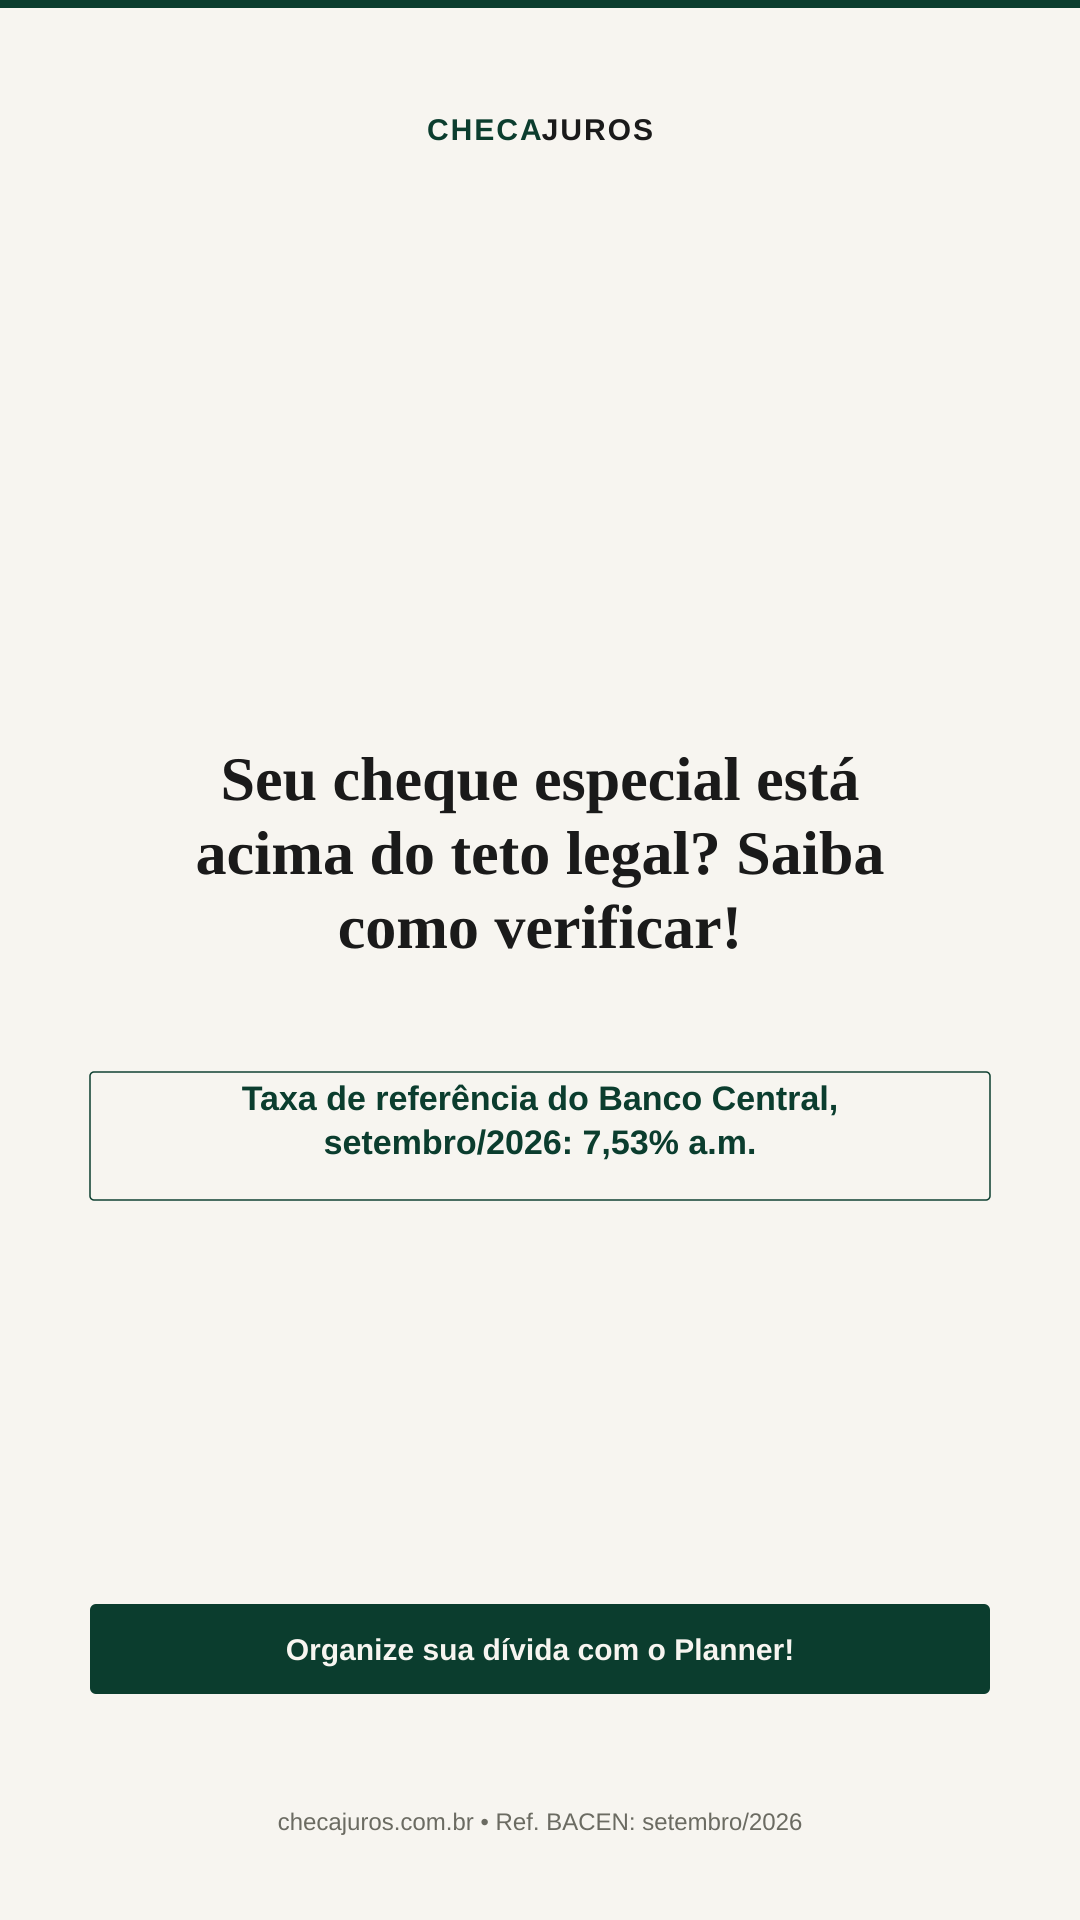 CHECAJUROS
Seu cheque especial está
acima do teto legal? Saiba
como verificar!
Taxa de referência do Banco Central,
setembro/2026: 7,53% a.m.
Organize sua dívida com o Planner!
checajuros.com.br • Ref. BACEN: setembro/2026